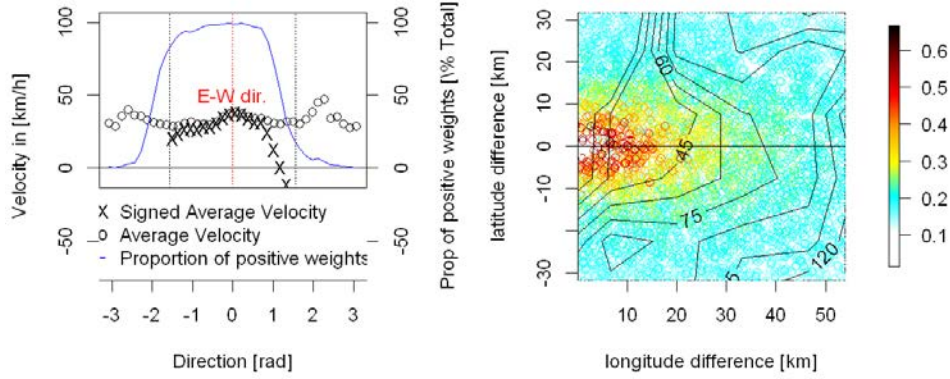 Velocity in [km/h]
100
50
0
-50
E-W dir.
X Signed Average Velocity
o Average Velocity
- Proportion of positive weights
100
50
0
-50
Prop of positive weights [\% Total]
-3 -2 -1 0 1 2 3
Direction [rad]
latitude difference [km]
30
20
10
0
-10
-30
60
45
75
120
10 20 30 40 50
longitude difference [km]
0.6
0.5
0.4
0.3
0.2
0.1